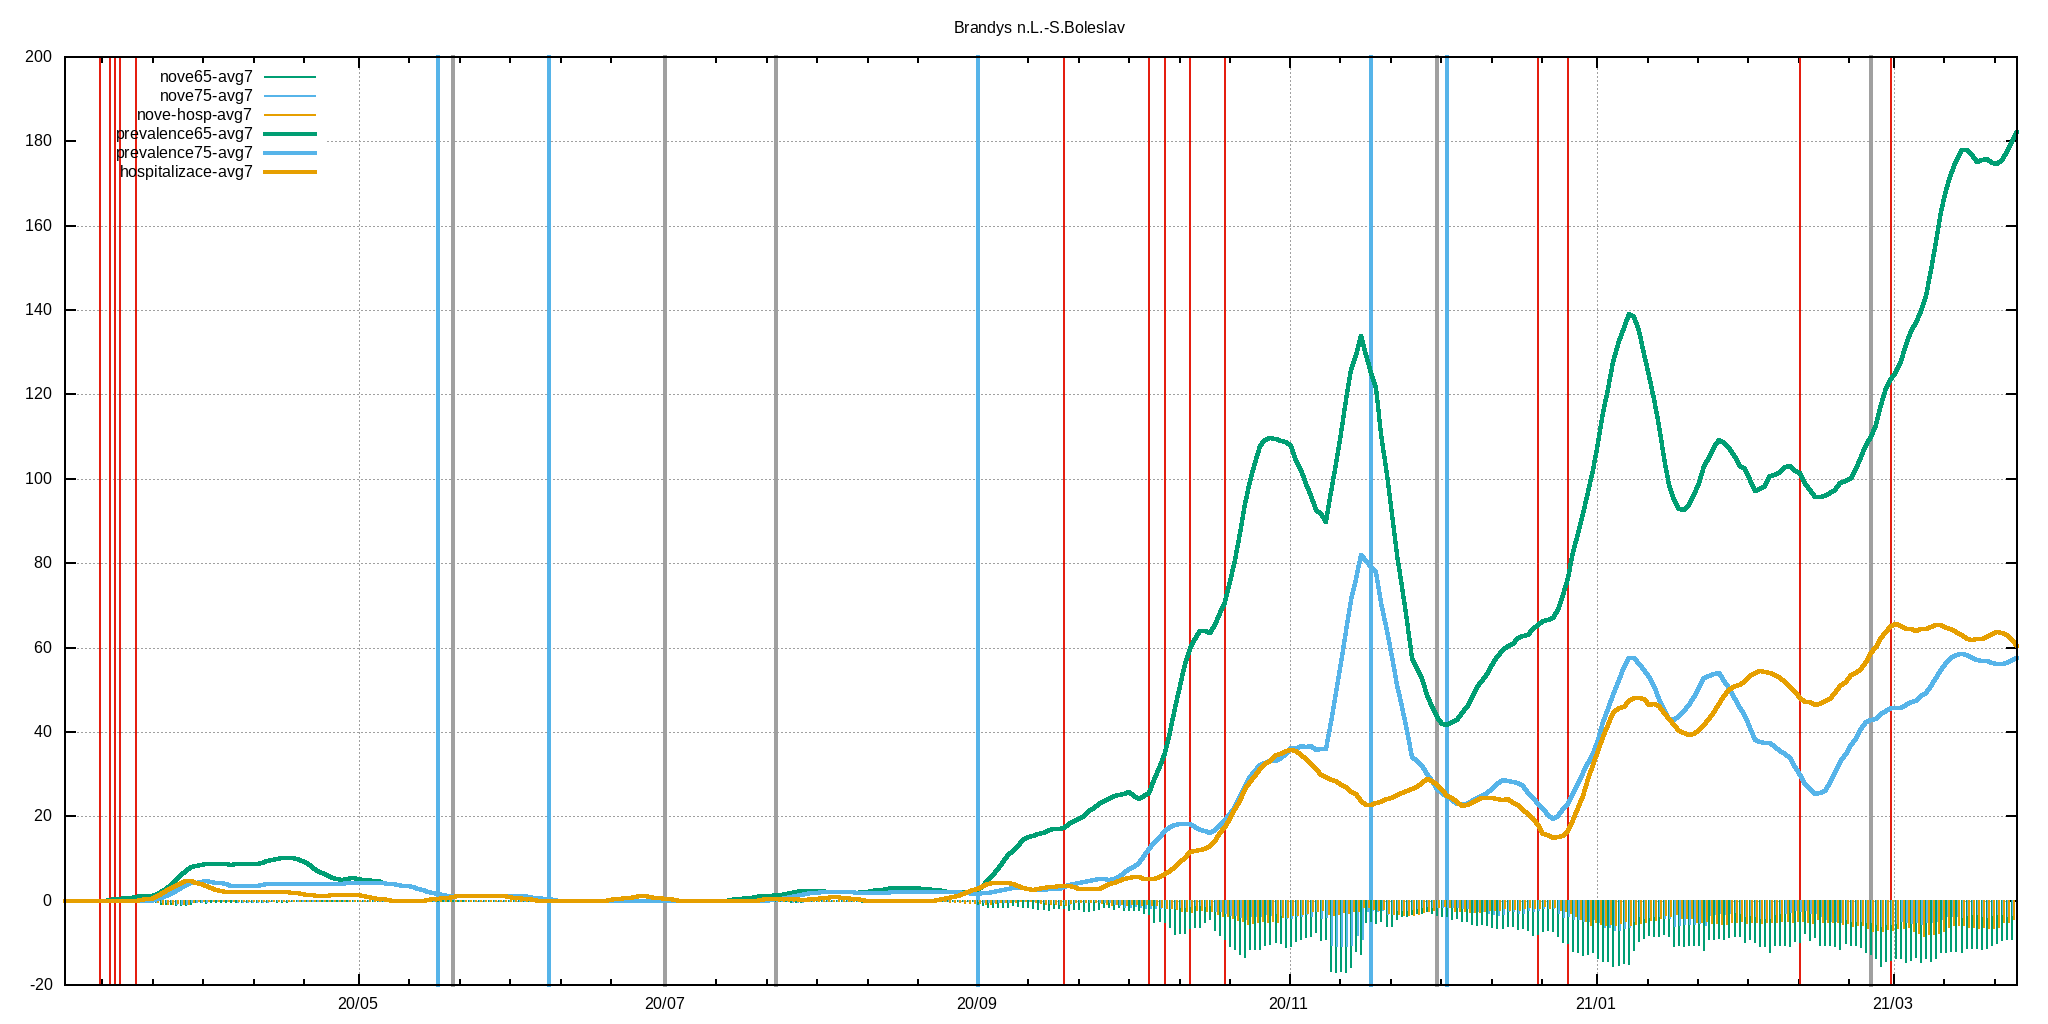 Brandys n.L.-S.Boleslav
nove65-avg7
nove75-avg7
nove-hosp-avg7
prevalence65-avg7
prevalence75-avg7
hospitalizace-avg7
200
180
160
140
120
100
80
60
40
20
0
-20
20/05 20/07 20/09 20/11 21/01 21/03